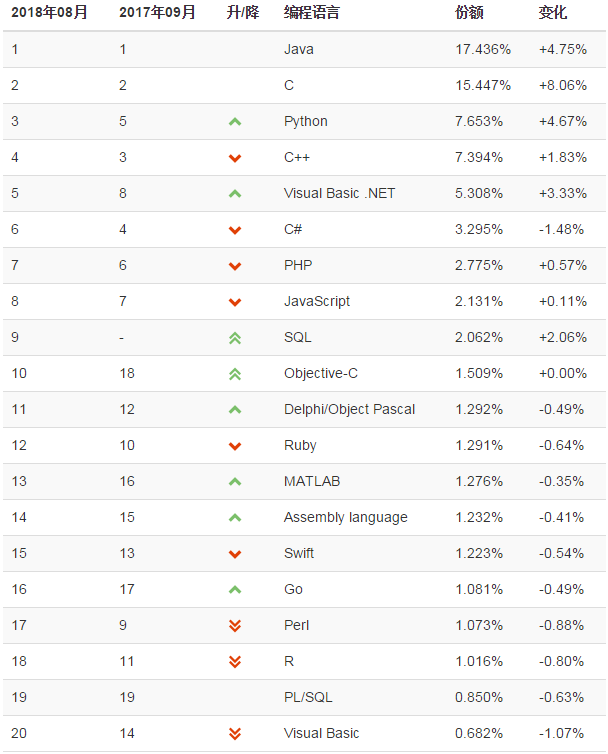 2018年08月 2017年09月 升/降 编程语言 份额 变化
1 1 Java 17.436% +4.75%
2 2 C 15.447% +8.06%
3 5 Python 7.653% +4.67%
4 3 C++ 7.394% +1.83%
5 8 Visual Basic .NET 5.308% +3.33%
6 4 C# 3.295% -1.48%
7 6 PHP 2.775% +0.57%
8 7 JavaScript 2.131% +0.11%
9 - SQL 2.062% +2.06%
10 18 Objective-C 1.509% +0.00%
11 12 Delphi/Object Pascal 1.292% -0.49%
12 10 Ruby 1.291% -0.64%
13 16 MATLAB 1.276% -0.35%
14 15 Assembly language 1.232% -0.41%
15 13 Swift 1.223% -0.54%
16 17 Go 1.081% -0.49%
17 9 Perl 1.073% -0.88%
18 11 R 1.016% -0.80%
19 19 PL/SQL 0.850% -0.63%
20 14 Visual Basic 0.682% -1.07%